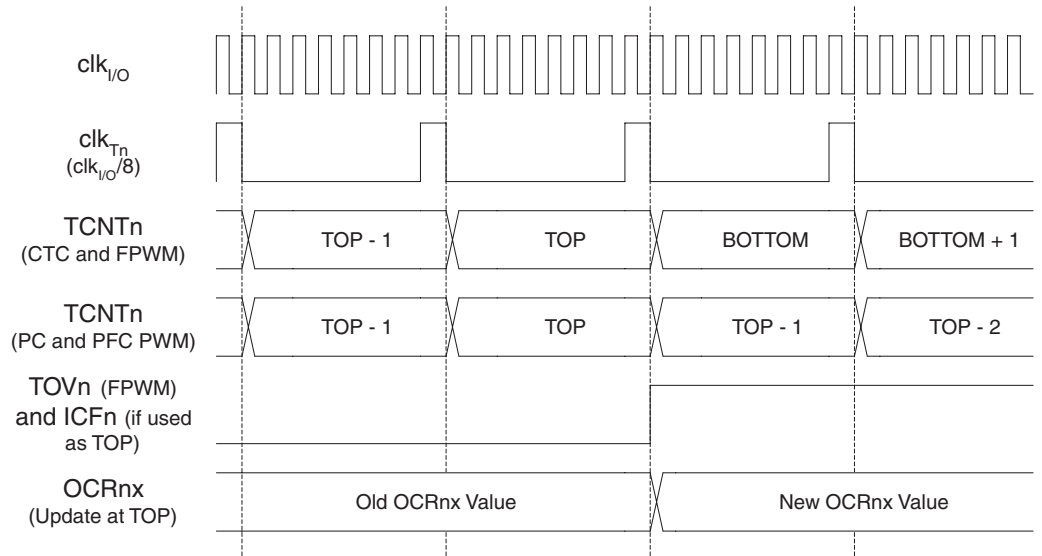 clkI/O
clkTn
(clkI/O/8)
TCNTn
(CTC and FPWM)
TOP - 1
TOP
BOTTOM
BOTTOM + 1
TCNTn
(PC and PFC PWM)
TOP - 1
TOP
TOP - 1
TOP - 2
TOVn (FPWM)
and ICFn (if used
as TOP)
OCRnx
(Update at TOP)
Old OCRnx Value
New OCRnx Value